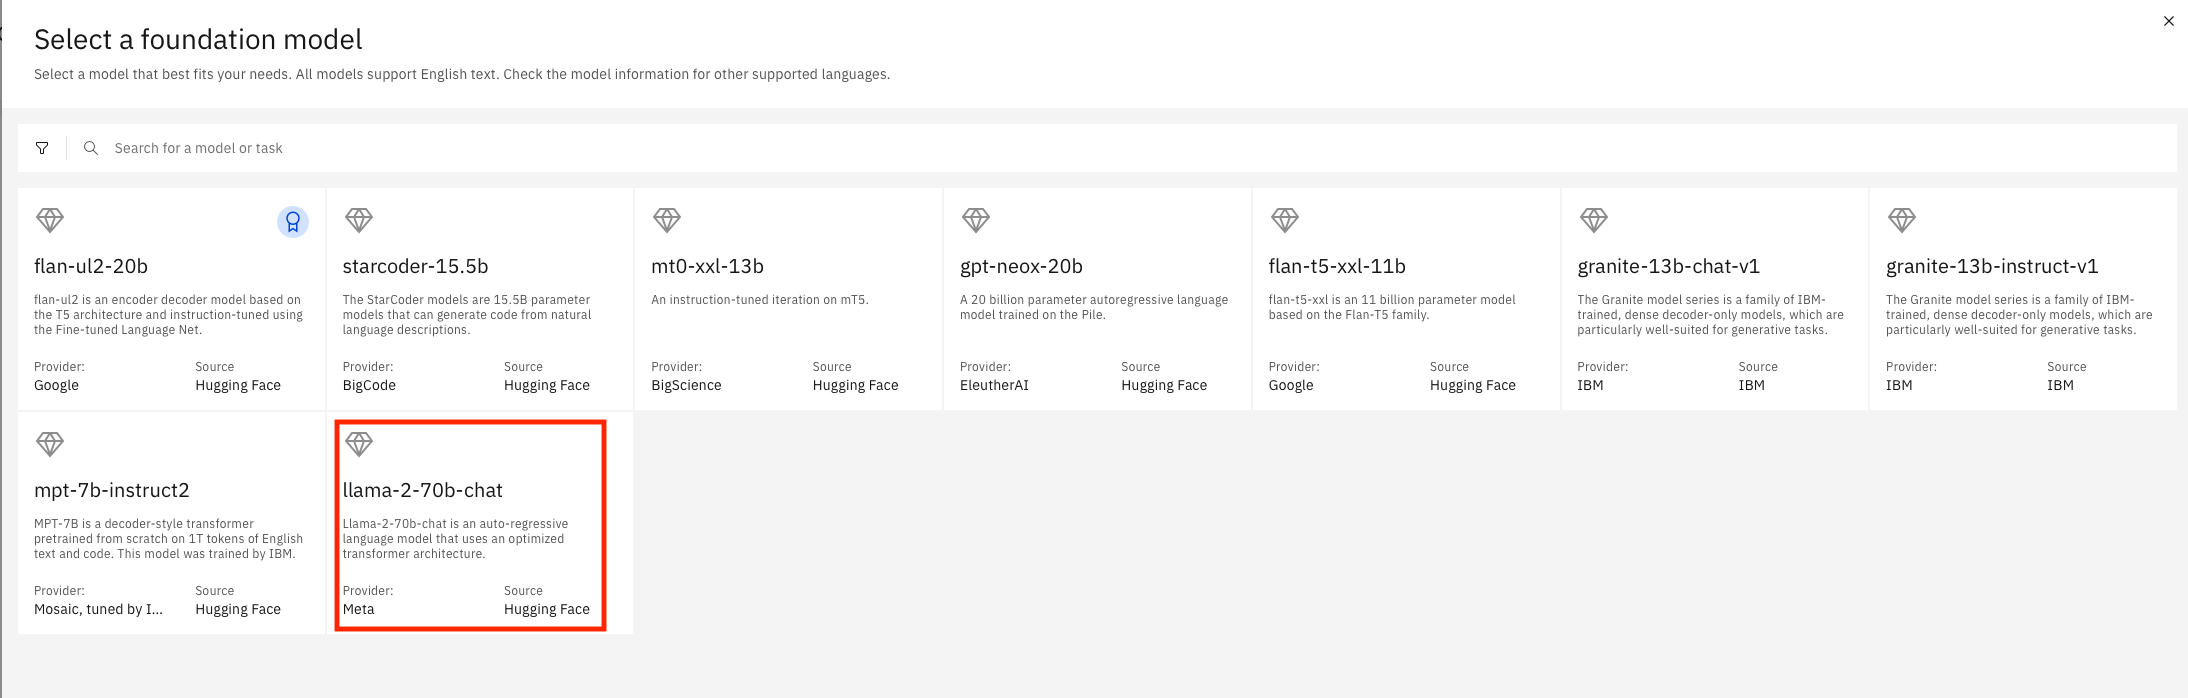 Select a foundation model
Select a model that best fits your needs. All models support English text. Check the model information for other supported languages.
Search for a model or task
flan-ul2-20b
flan-ul2 is an encoder decoder model based on
the T5 architecture and instruction-tuned using
the Fine-tuned Language Net.
Provider: Source
Google Hugging Face
starcoder-15.5b
The StarCoder models are 15.5B parameter
models that can generate code from natural
language descriptions.
Provider: Source
BigCode Hugging Face
mt0-xxl-13b
An instruction-tuned iteration on mT5.
Provider: Source
BigScience Hugging Face
gpt-neox-20b
A 20 billion parameter autoregressive language
model trained on the Pile.
Provider: Source
EleutherAI Hugging Face
flan-t5-xxl-11b
flan-t5-xxl is an 11 billion parameter model
based on the Flan-T5 family.
Provider: Source
Google Hugging Face
granite-13b-chat-v1
The Granite model series is a family of IBM-
trained, dense decoder-only models, which are
particularly well-suited for generative tasks.
Provider: Source
IBM IBM
granite-13b-instruct-v1
The Granite model series is a family of IBM-
trained, dense decoder-only models, which are
particularly well-suited for generative tasks.
Provider: Source
IBM IBM
mpt-7b-instruct2
MPT-7B is a decoder-style transformer
pretrained from scratch on 1T tokens of English
text and code. This model was trained by IBM.
Provider: Source
Mosaic, tuned by I... Hugging Face
llama-2-70b-chat
Llama-2-70b-chat is an auto-regressive
language model that uses an optimized
transformer architecture.
Provider: Source
Meta Hugging Face